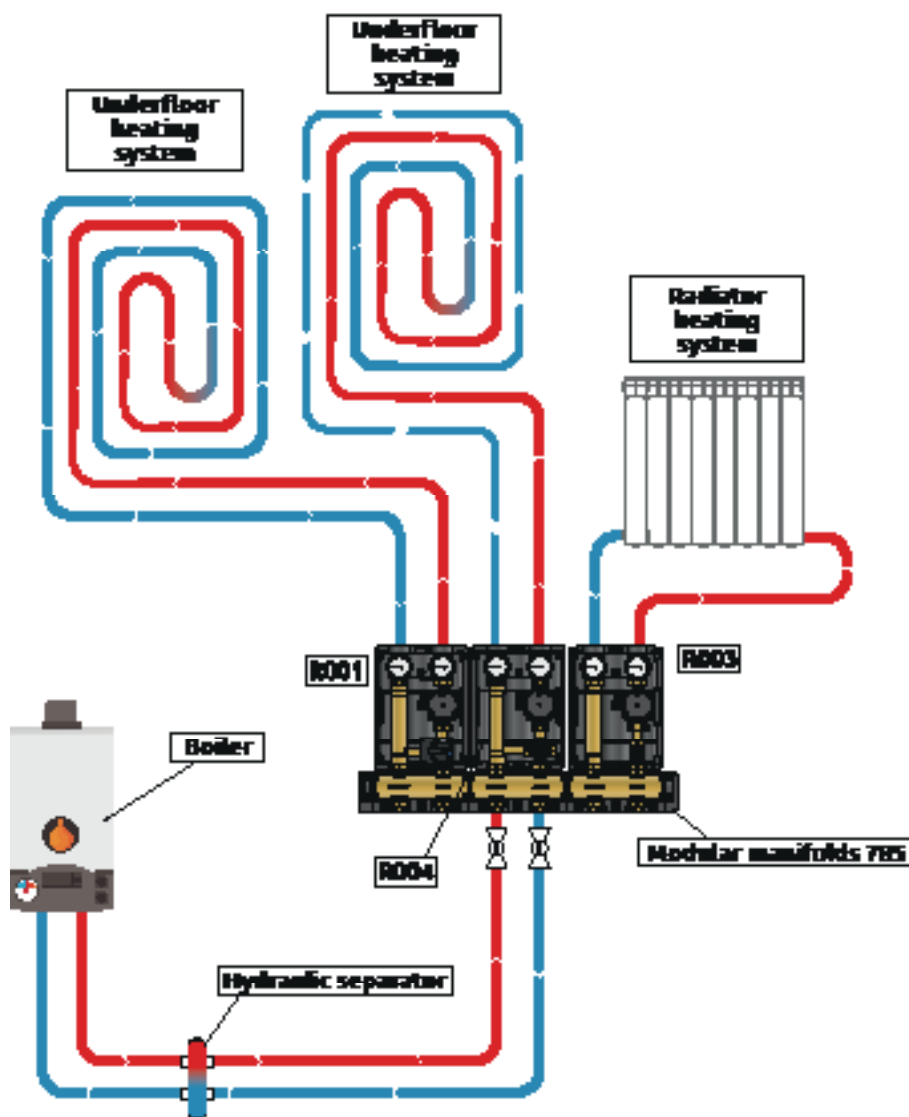 Underfloor
heating
system
Underfloor
heating
system
Radiator
heating
system
R001
R003
Boiler
R004
Modular manifolds 785
Hydraulic separator